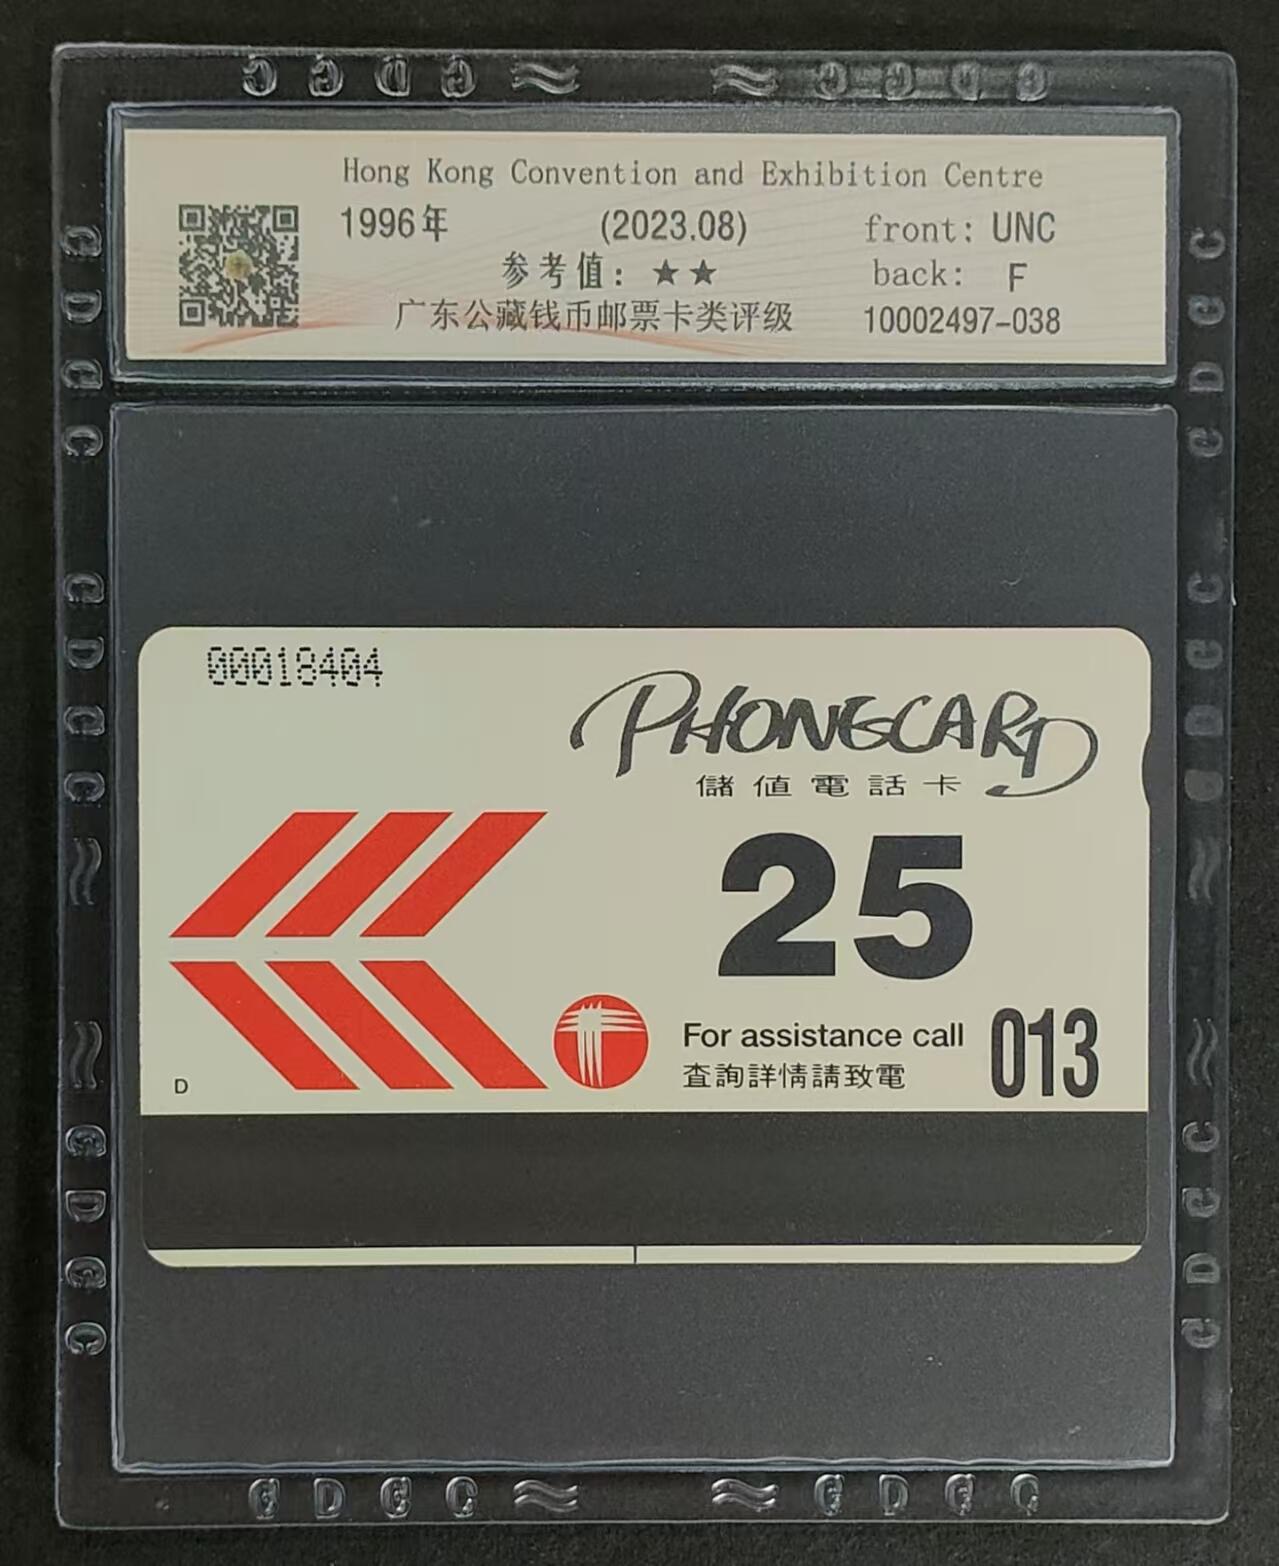 G D G C
C G D G
Hong Kong Convention and Exhibition Centre
1996年 (2023.08) front: UNC
参考值: ★★ back: F
广东公藏钱币邮票卡类评级 10002497-038
00018404
PHONECARD
儲值電話卡
25
For assistance call 013
查詢詳情請致電
D
G D G C
G D G C